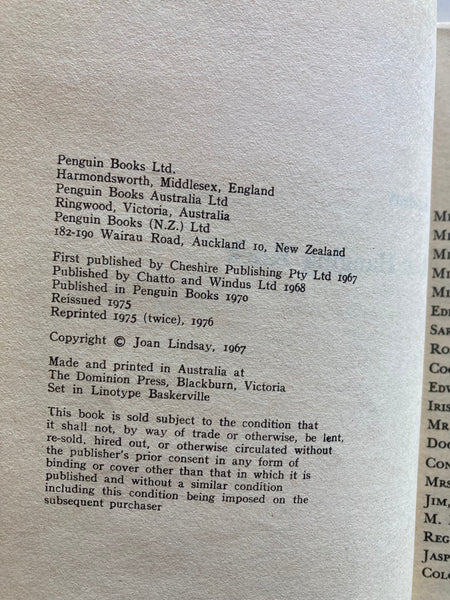 Penguin Books Ltd.
Harmondsworth, Middlesex, England
Penguin Books Australia Ltd
Ringwood, Victoria, Australia
Penguin Books (N.Z.) Ltd
182-190 Wairau Road, Auckland 10, New Zealand
First published by Cheshire Publishing Pty Ltd 1967
Published by Chatto and Windus Ltd 1968
Published in Penguin Books 1970
Reissued 1975
Reprinted 1975 (twice), 1976
Copyright © Joan Lindsay, 1967
Made and printed in Australia at
The Dominion Press, Blackburn, Victoria
Set in Linotype Baskerville
This book is sold subject to the condition that
it shall not, by way of trade or otherwise, be lent,
re-sold. hired out, or otherwise circulated without
the publisher's prior consent in any form of
binding or cover other than that in which it is
published and without a similar condition
including this condition being imposed on the
subsequent purchaser
IRIS
MRS
JIM,
M.